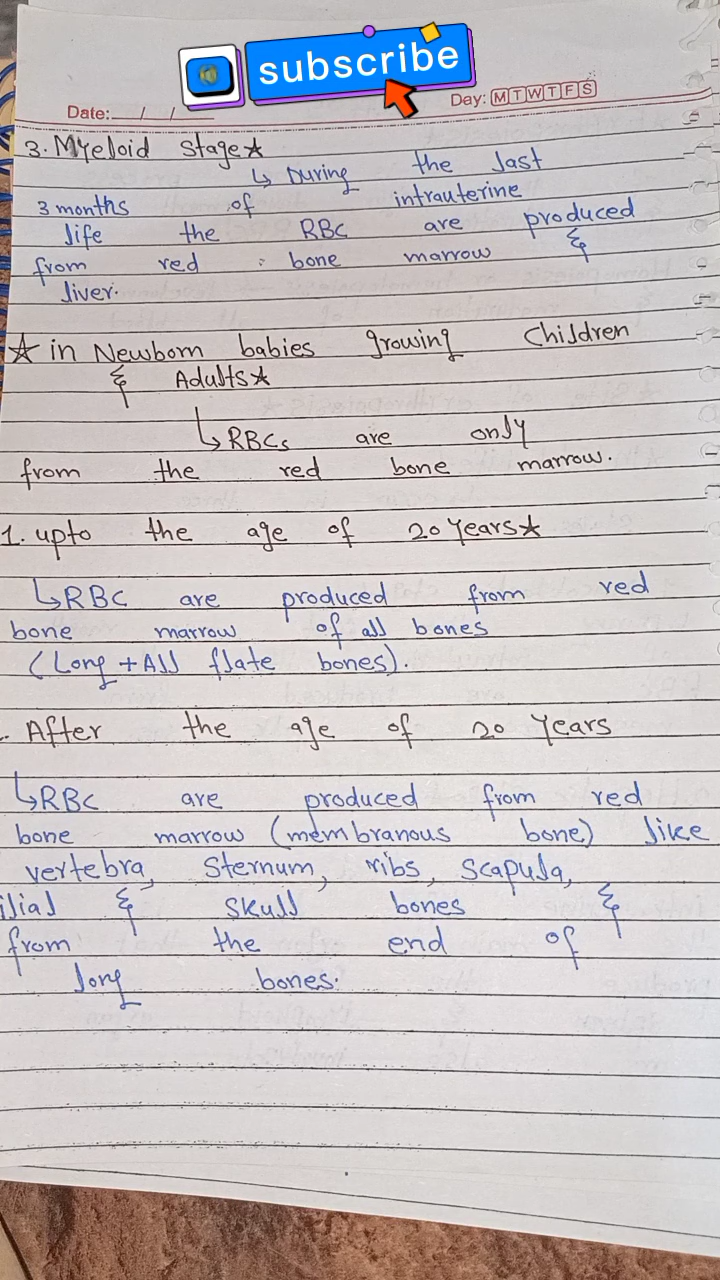 subscribe
Date: / / Day: M T W T F S
3. Myeloid Stage★
↳ During the last
3 months of intrauterine
life the RBC are produced
from red bone marrow &
liver.
★ in Newborn babies growing Children
& Adults★
↳ RBCs are only
from the red bone marrow.
1. upto the age of 20 Years★
↳ RBC are produced from red
bone marrow of all bones
(Long + All flate bones).
. After the age of 20 Years
↳ RBC are produced from red
bone marrow (membranous bone) like
vertebra, Sternum, ribs, Scapula,
ilial & skull bones &
from the end of
long bones.